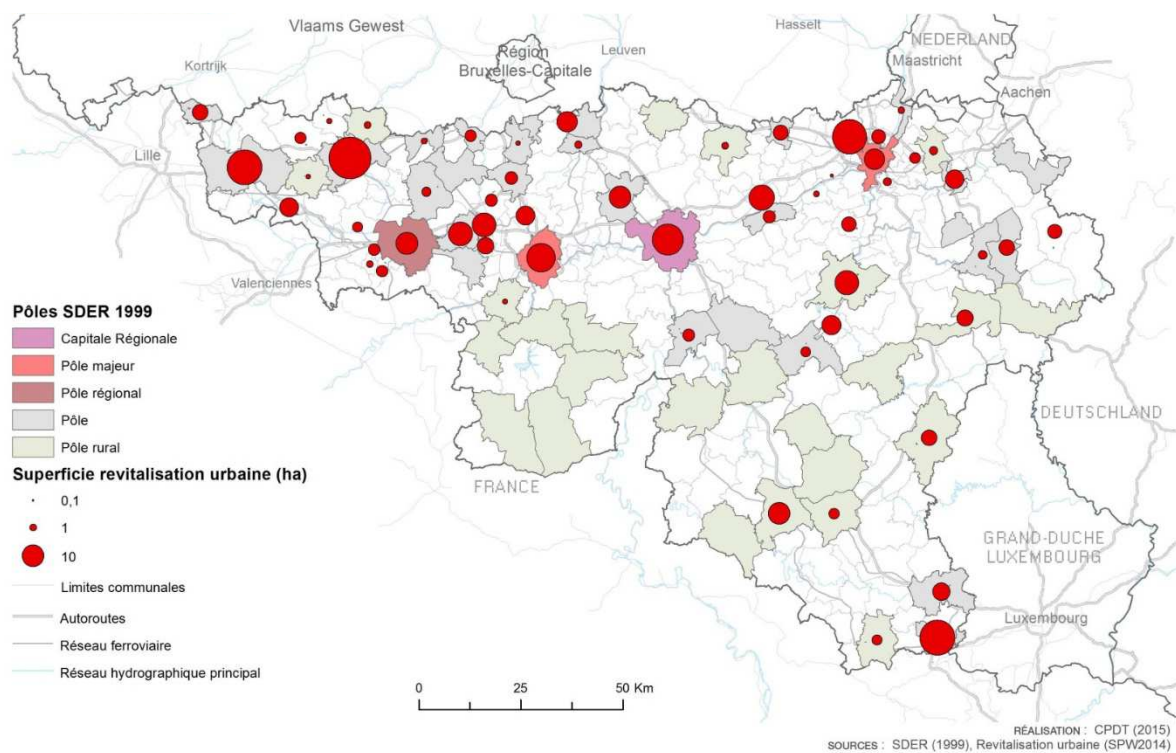 Vlaams Gewest
Hasselt
NEDERLAND
Kortrijk
Région
Bruxelles-Capitale
Leuven
Maastricht
Aachen
Lille
Valenciennes
Pôles SDER 1999
Capitale Régionale
Pôle majeur
Pôle régional
Pôle
Pôle rural
Superficie revitalisation urbaine (ha)
0,1
1
10
Limites communales
Autoroutes
Réseau ferroviaire
Réseau hydrographique principal
FRANCE
DEUTSCHLAND
GRAND-DUCHE
LUXEMBOURG
Luxembourg
0 25 50 Km
RÉALISATION : CPDT (2015)
SOURCES : SDER (1999), Revitalisation urbaine (SPW2014)